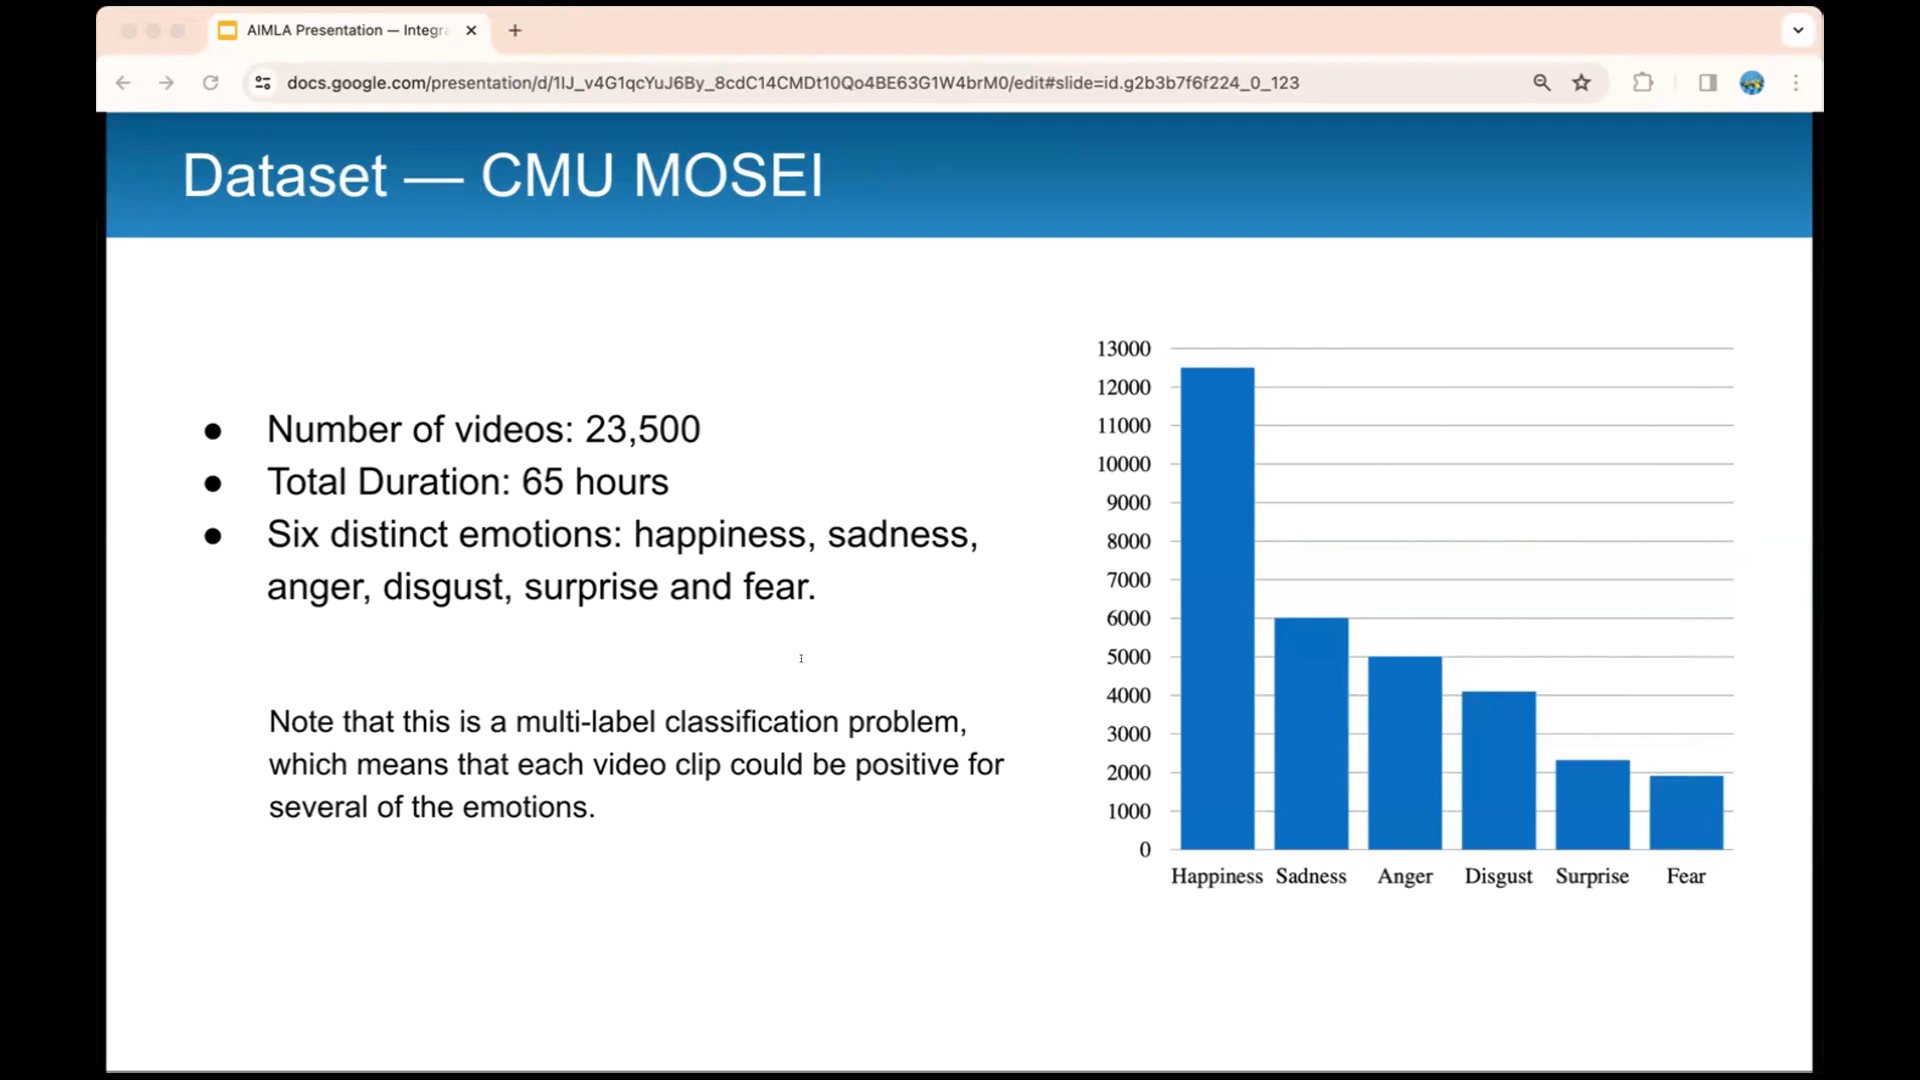 AIMLA Presentation — Integra
docs.google.com/presentation/d/1IJ_v4G1qcYuJ6By_8cdC14CMDt10Qo4BE63G1W4brM0/edit#slide=id.g2b3b7f6f224_0_123
Dataset — CMU MOSEI
● Number of videos: 23,500
● Total Duration: 65 hours
● Six distinct emotions: happiness, sadness,
anger, disgust, surprise and fear.
Note that this is a multi-label classification problem,
which means that each video clip could be positive for
several of the emotions.
13000
12000
11000
10000
9000
8000
7000
6000
5000
4000
3000
2000
1000
0
Happiness Sadness Anger Disgust Surprise Fear